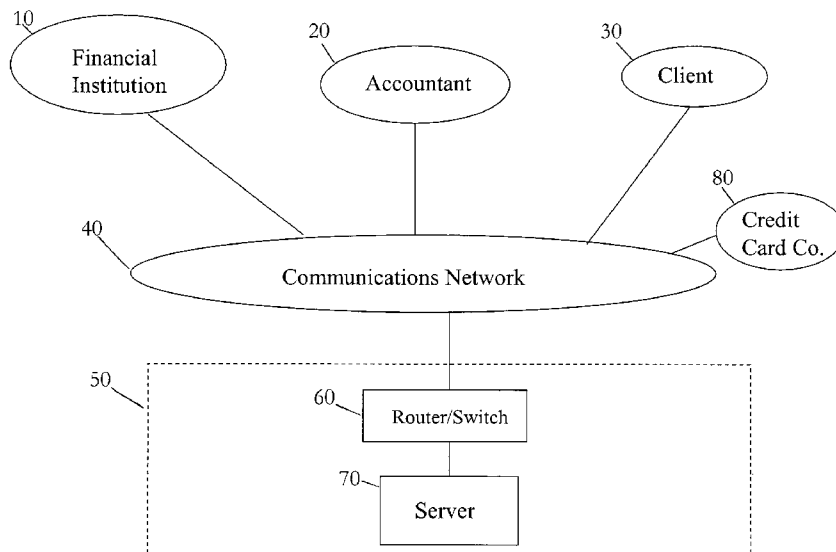 10
Financial
Institution
20
Accountant
30
Client
80
Credit
Card Co.
40
Communications Network
50
60
Router/Switch
70
Server